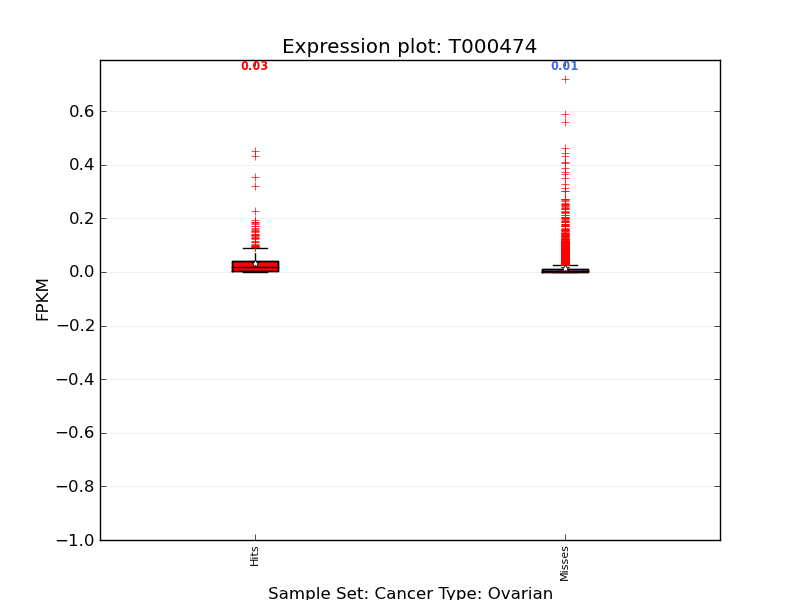 Expression plot: T000474
0.03
0.01
0.6
0.4
0.2
0.0
−0.2
−0.4
−0.6
−0.8
−1.0
FPKM
Hits
Misses
Sample Set: Cancer Type: Ovarian